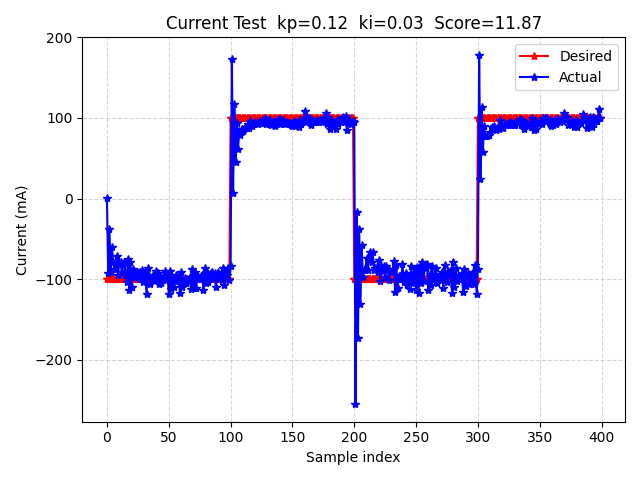 Current Test  kp=0.12  ki=0.03  Score=11.87
Desired
Actual
Current (mA)
200
100
0
−100
−200
0 50 100 150 200 250 300 350 400
Sample index